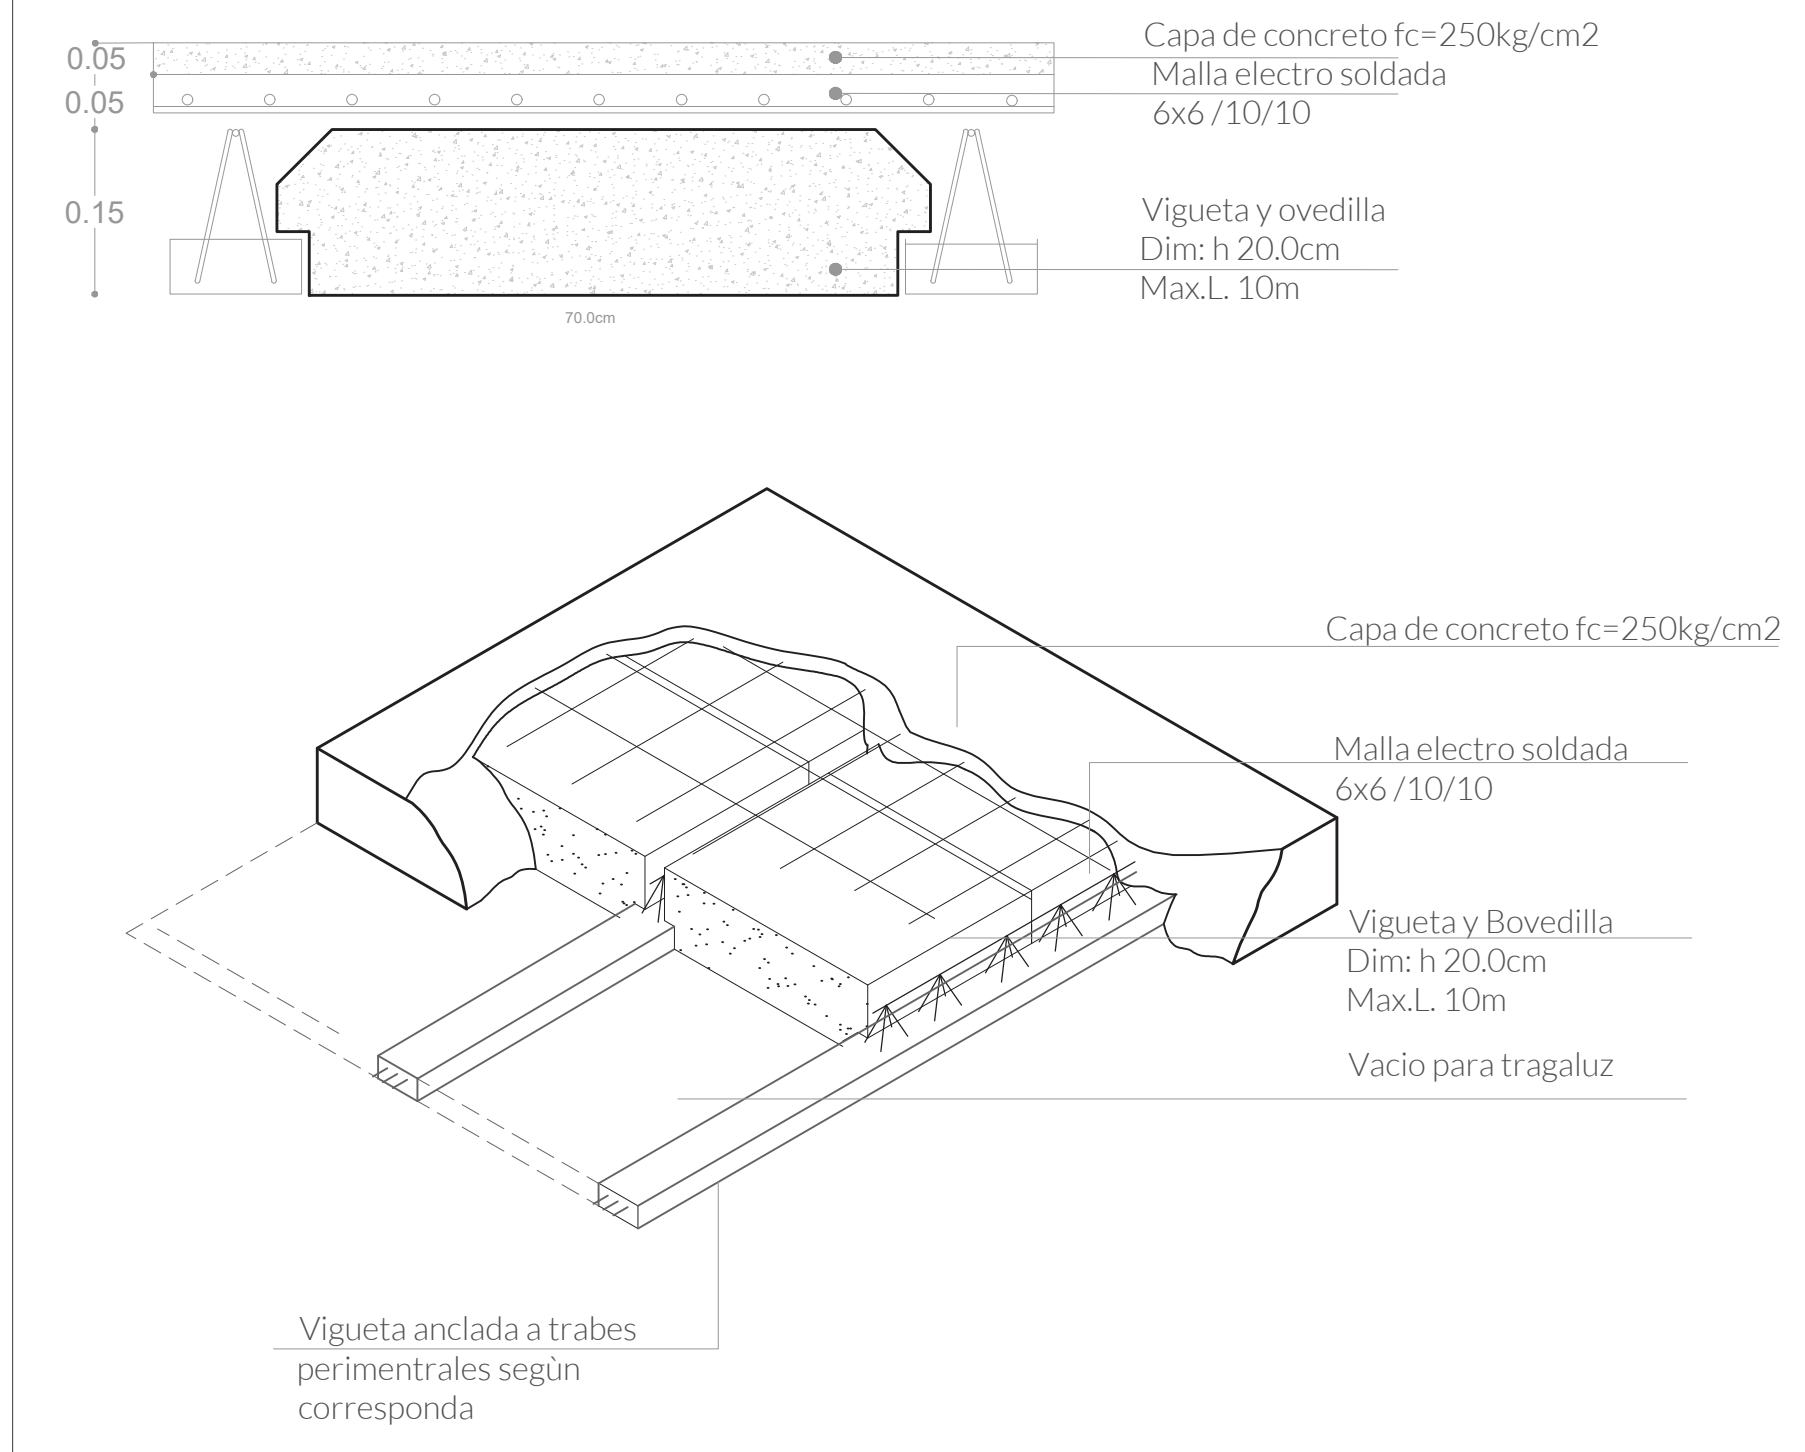 0.05
0.05
0.15
Capa de concreto fc=250kg/cm2
Malla electro soldada
6x6 /10/10
Vigueta y ovedilla
Dim: h 20.0cm
Max.L. 10m
70.0cm
Capa de concreto fc=250kg/cm2
Malla electro soldada
6x6 /10/10
Vigueta y Bovedilla
Dim: h 20.0cm
Max.L. 10m
Vacio para tragaluz
Vigueta anclada a trabes
perimentrales segùn
corresponda